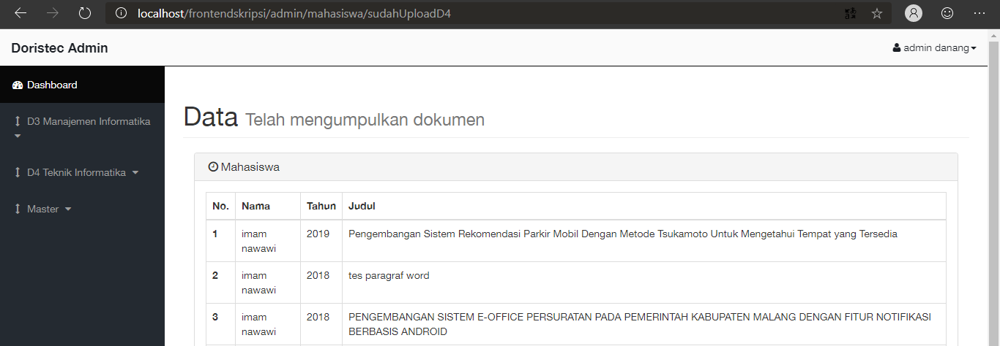 localhost/frontendskripsi/admin/mahasiswa/sudahUploadD4
Doristec Admin
admin danang
Dashboard
D3 Manajemen Informatika
D4 Teknik Informatika
Master
Data Telah mengumpulkan dokumen
Mahasiswa
No. Nama Tahun Judul
1 imam nawawi 2019 Pengembangan Sistem Rekomendasi Parkir Mobil Dengan Metode Tsukamoto Untuk Mengetahui Tempat yang Tersedia
2 imam nawawi 2018 tes paragraf word
3 imam nawawi 2018 PENGEMBANGAN SISTEM E-OFFICE PERSURATAN PADA PEMERINTAH KABUPATEN MALANG DENGAN FITUR NOTIFIKASI
BERBASIS ANDROID